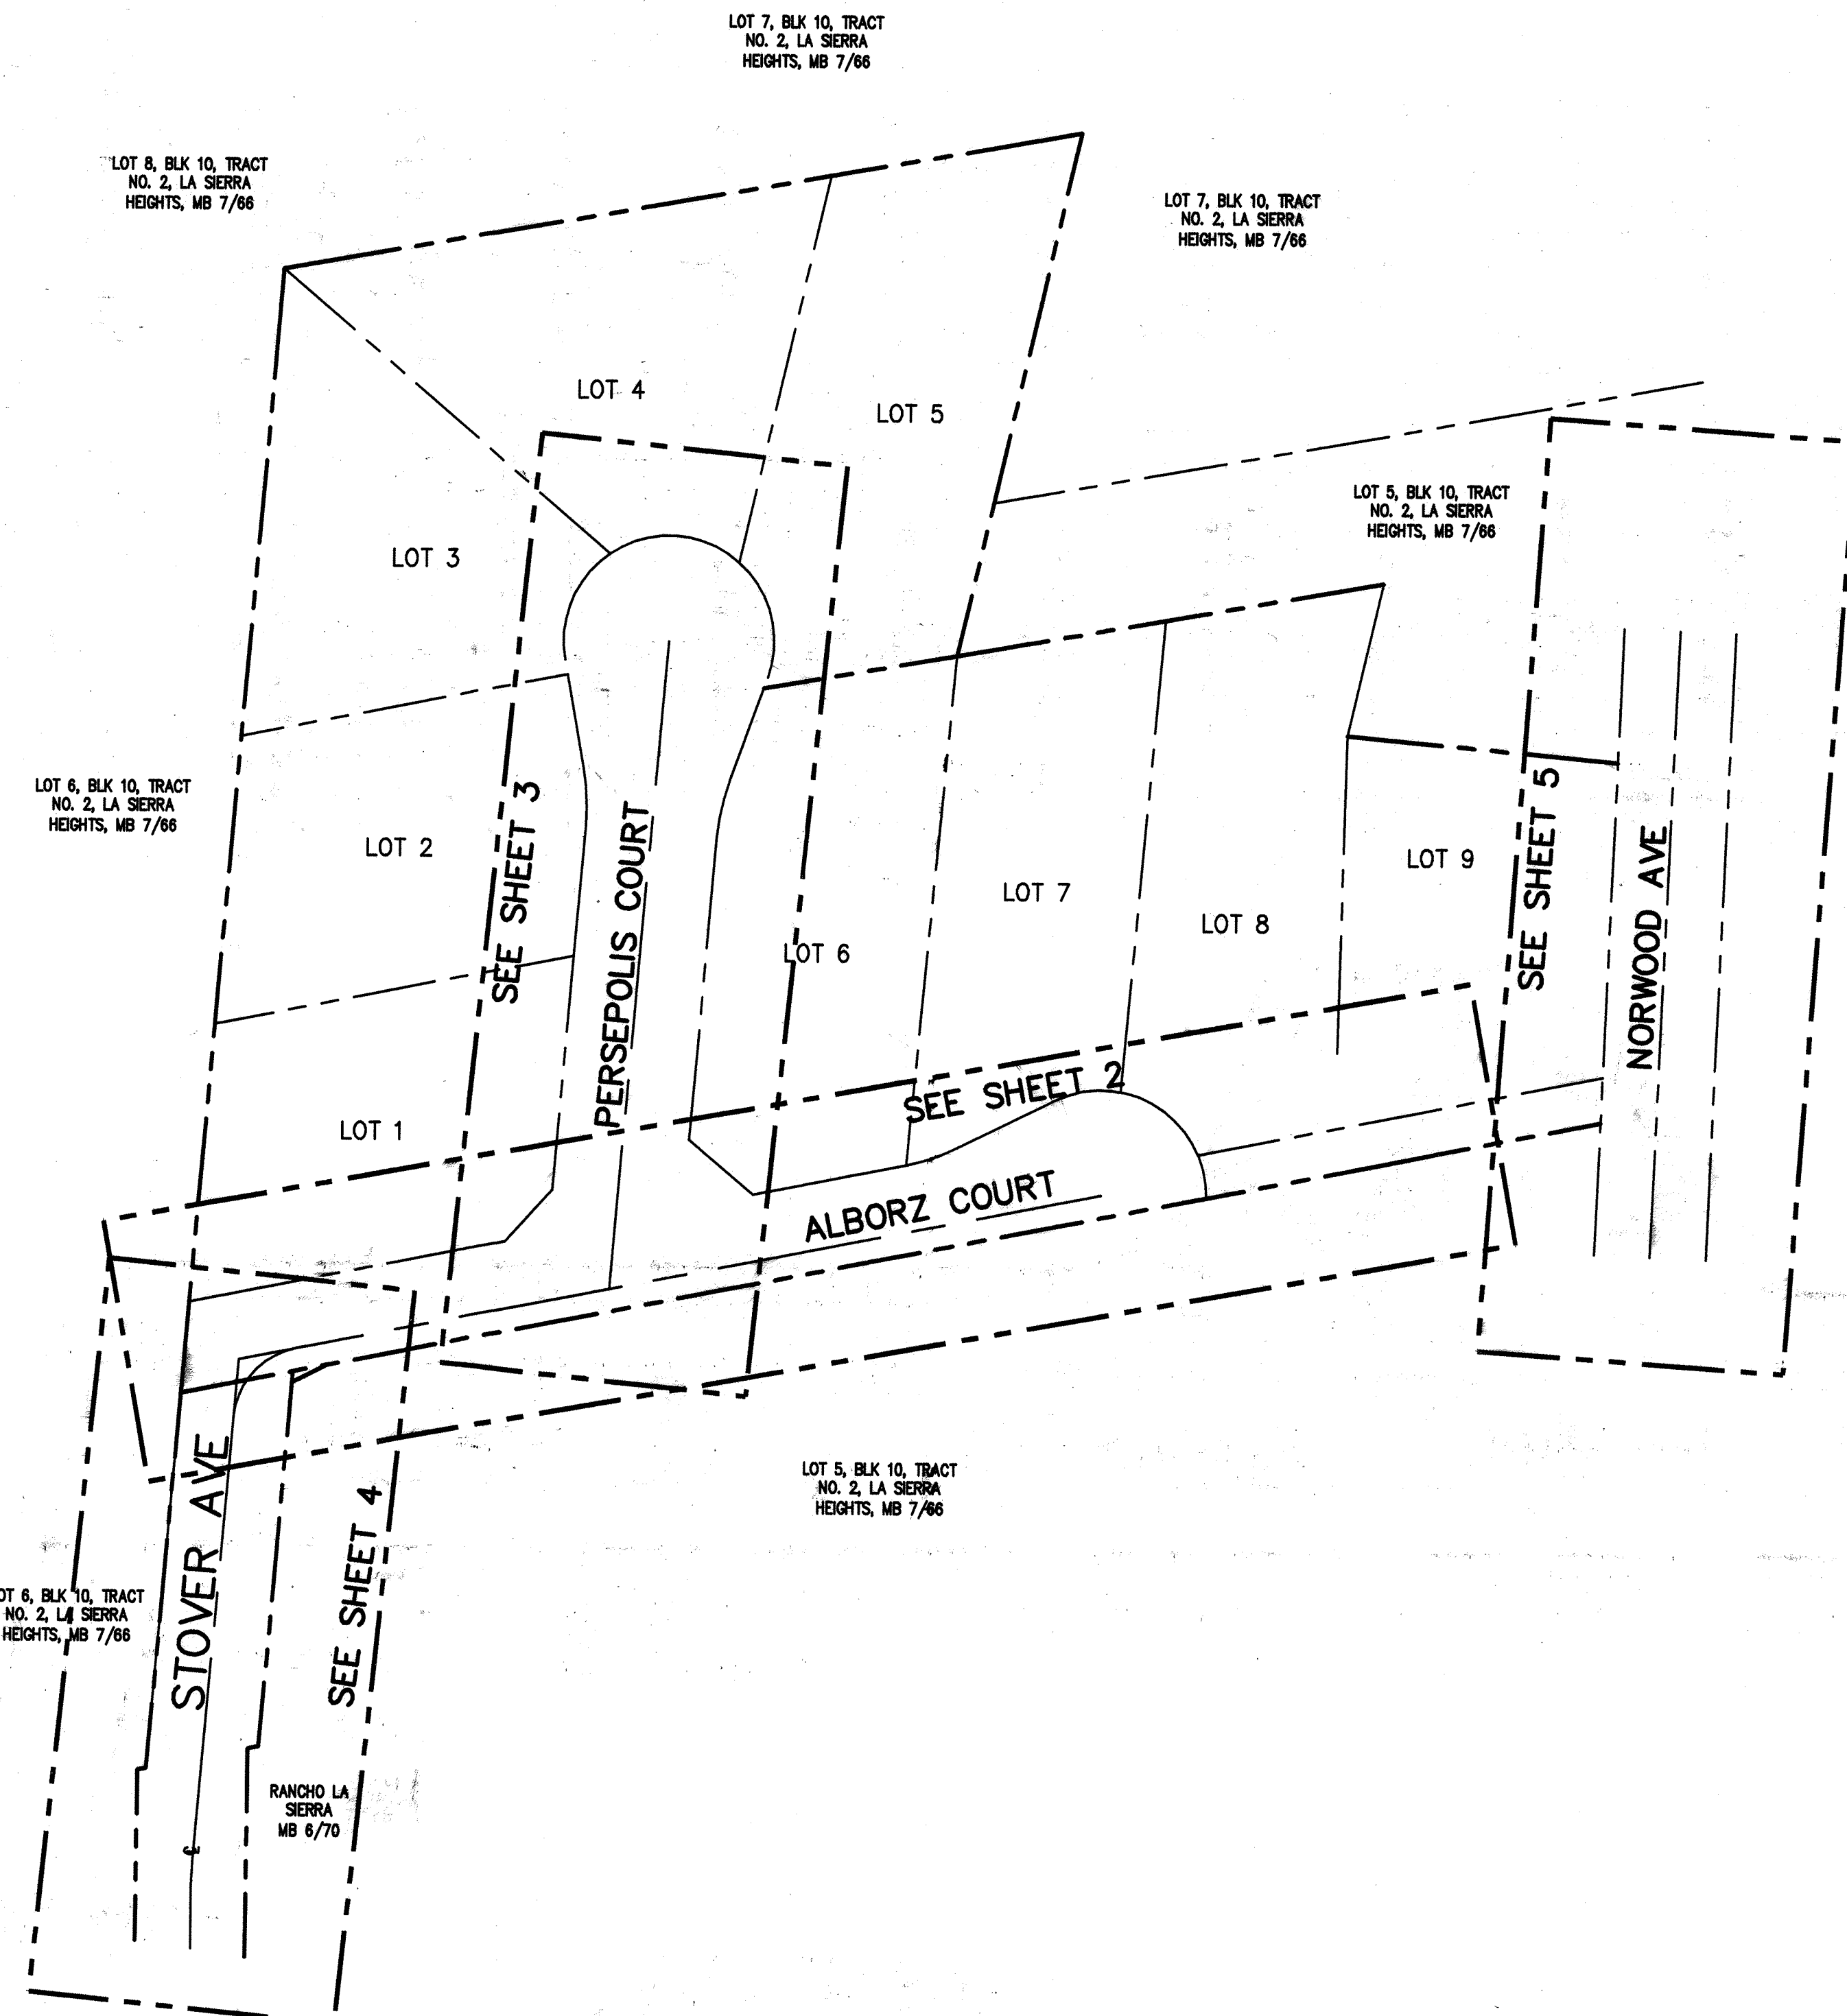 LOT 7, BLK 10, TRACT
NO. 2, LA SIERRA
HEIGHTS, MB 7/66
LOT 8, BLK 10, TRACT
NO. 2, LA SIERRA
HEIGHTS, MB 7/66
LOT 7, BLK 10, TRACT
NO. 2, LA SIERRA
HEIGHTS, MB 7/66
LOT 4
LOT 5
LOT 5, BLK 10, TRACT
NO. 2, LA SIERRA
HEIGHTS, MB 7/66
LOT 3
LOT 6, BLK 10, TRACT
NO. 2, LA SIERRA
HEIGHTS, MB 7/66
LOT 2
SEE SHEET 3
PERSEPOLIS COURT
LOT 6
LOT 7
LOT 8
LOT 9
SEE SHEET 5
NORWOOD AVE
LOT 1
SEE SHEET 2
ALBORZ COURT
STOVER AVE
SEE SHEET 4
LOT 5, BLK 10, TRACT
NO. 2, LA SIERRA
HEIGHTS, MB 7/66
OT 6, BLK 10, TRACT
NO. 2, LA SIERRA
HEIGHTS, MB 7/66
RANCHO LA
SIERRA
MB 6/70